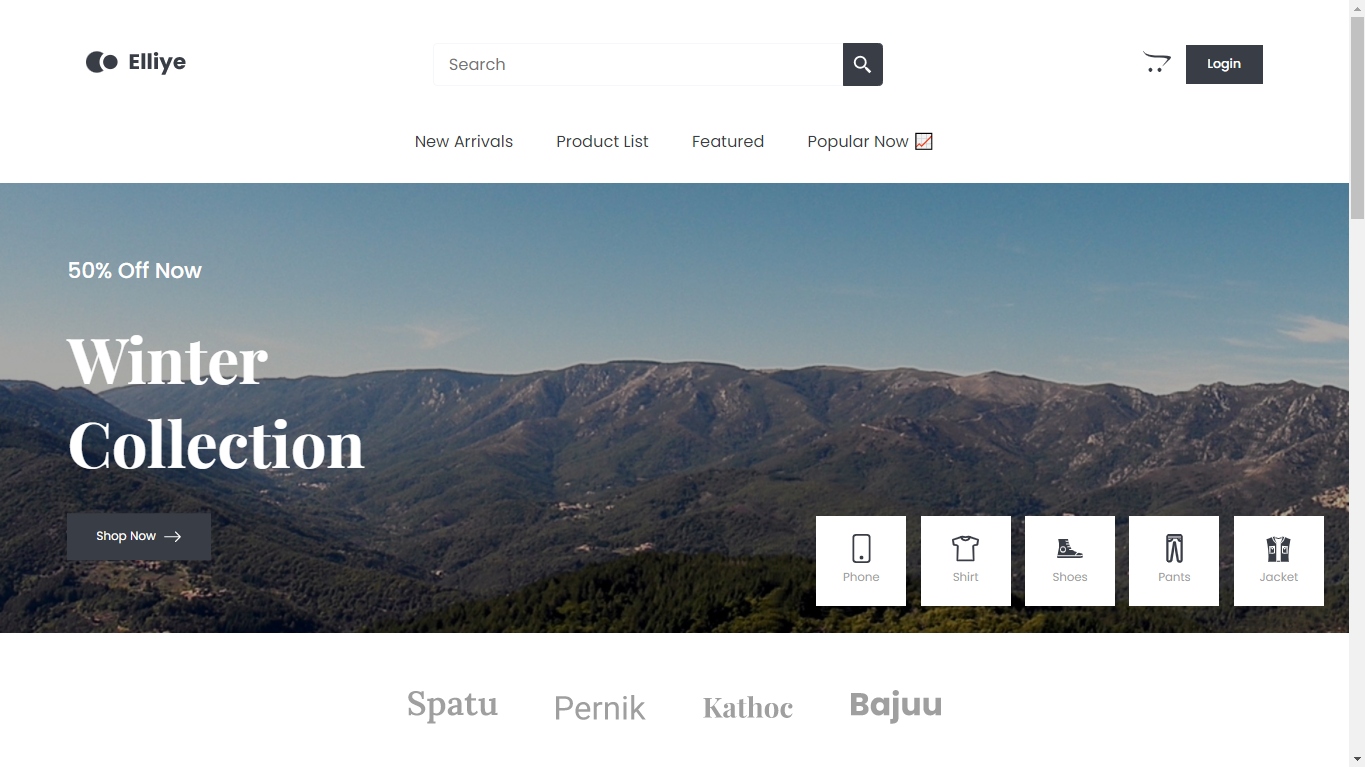 Elliye
Search
Login
New Arrivals
Product List
Featured
Popular Now 📈
50% Off Now
Winter
Collection
Shop Now →
Phone
Shirt
Shoes
Pants
Jacket
Spatu
Pernik
Kathoc
Bajuu